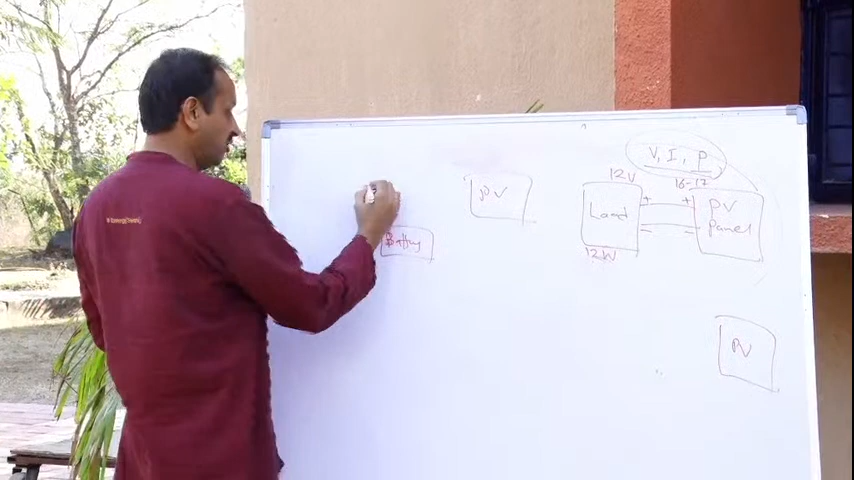 V, I, P
16-17
12V
PV
Load
+
+
PV
Panel
-
-
12W
Battery
PV